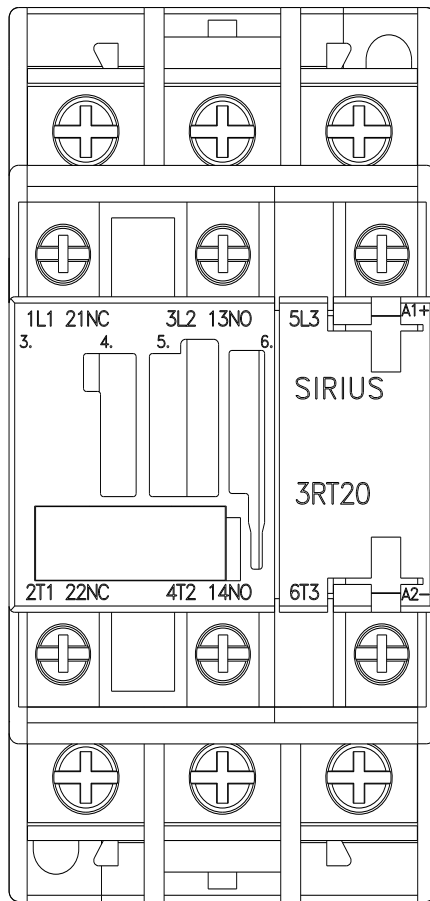 1L1 21NC 3L2 13NO 5L3 A1+
3. 4. 5. 6.
SIRIUS
3RT20
2T1 22NC 4T2 14NO 6T3 A2-